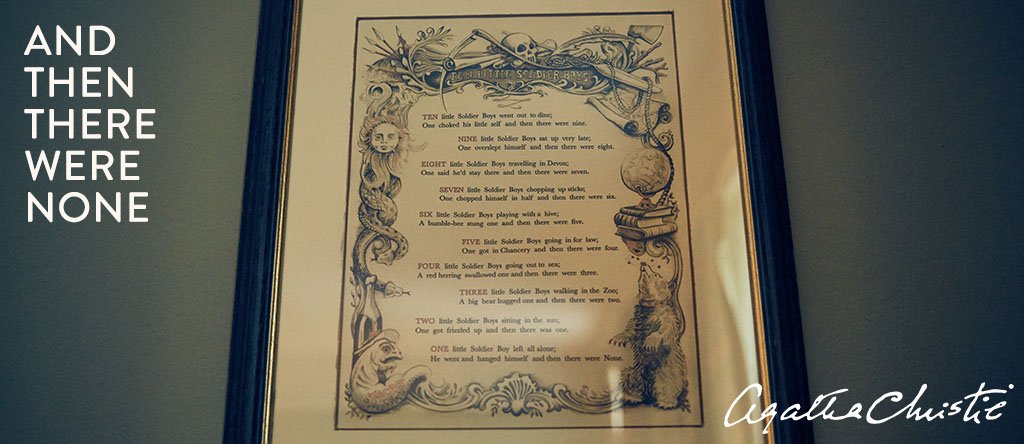 AND
THEN
THERE
WERE
NONE
TEN LITTLE SOLDIER BOYS
TEN little Soldier Boys went out to dine;
One choked his little self and then there were nine.
NINE little Soldier Boys sat up very late;
One overslept himself and then there were eight.
EIGHT little Soldier Boys travelling in Devon;
One said he'd stay there and then there were seven.
SEVEN little Soldier Boys chopping up sticks;
One chopped himself in half and then there were six.
SIX little Soldier Boys playing with a hive;
A bumble-bee stung one and then there were five.
FIVE little Soldier Boys going in for law;
One got in Chancery and then there were four.
FOUR little Soldier Boys going out to sea;
A red herring swallowed one and then there were three.
THREE little Soldier Boys walking in the Zoo;
A big bear hugged one and then there were two.
TWO little Soldier Boys sitting in the sun;
One got frizzled up and then there was one.
ONE little Soldier Boy left all alone;
He went and hanged himself and then there were None.
Agatha Christie